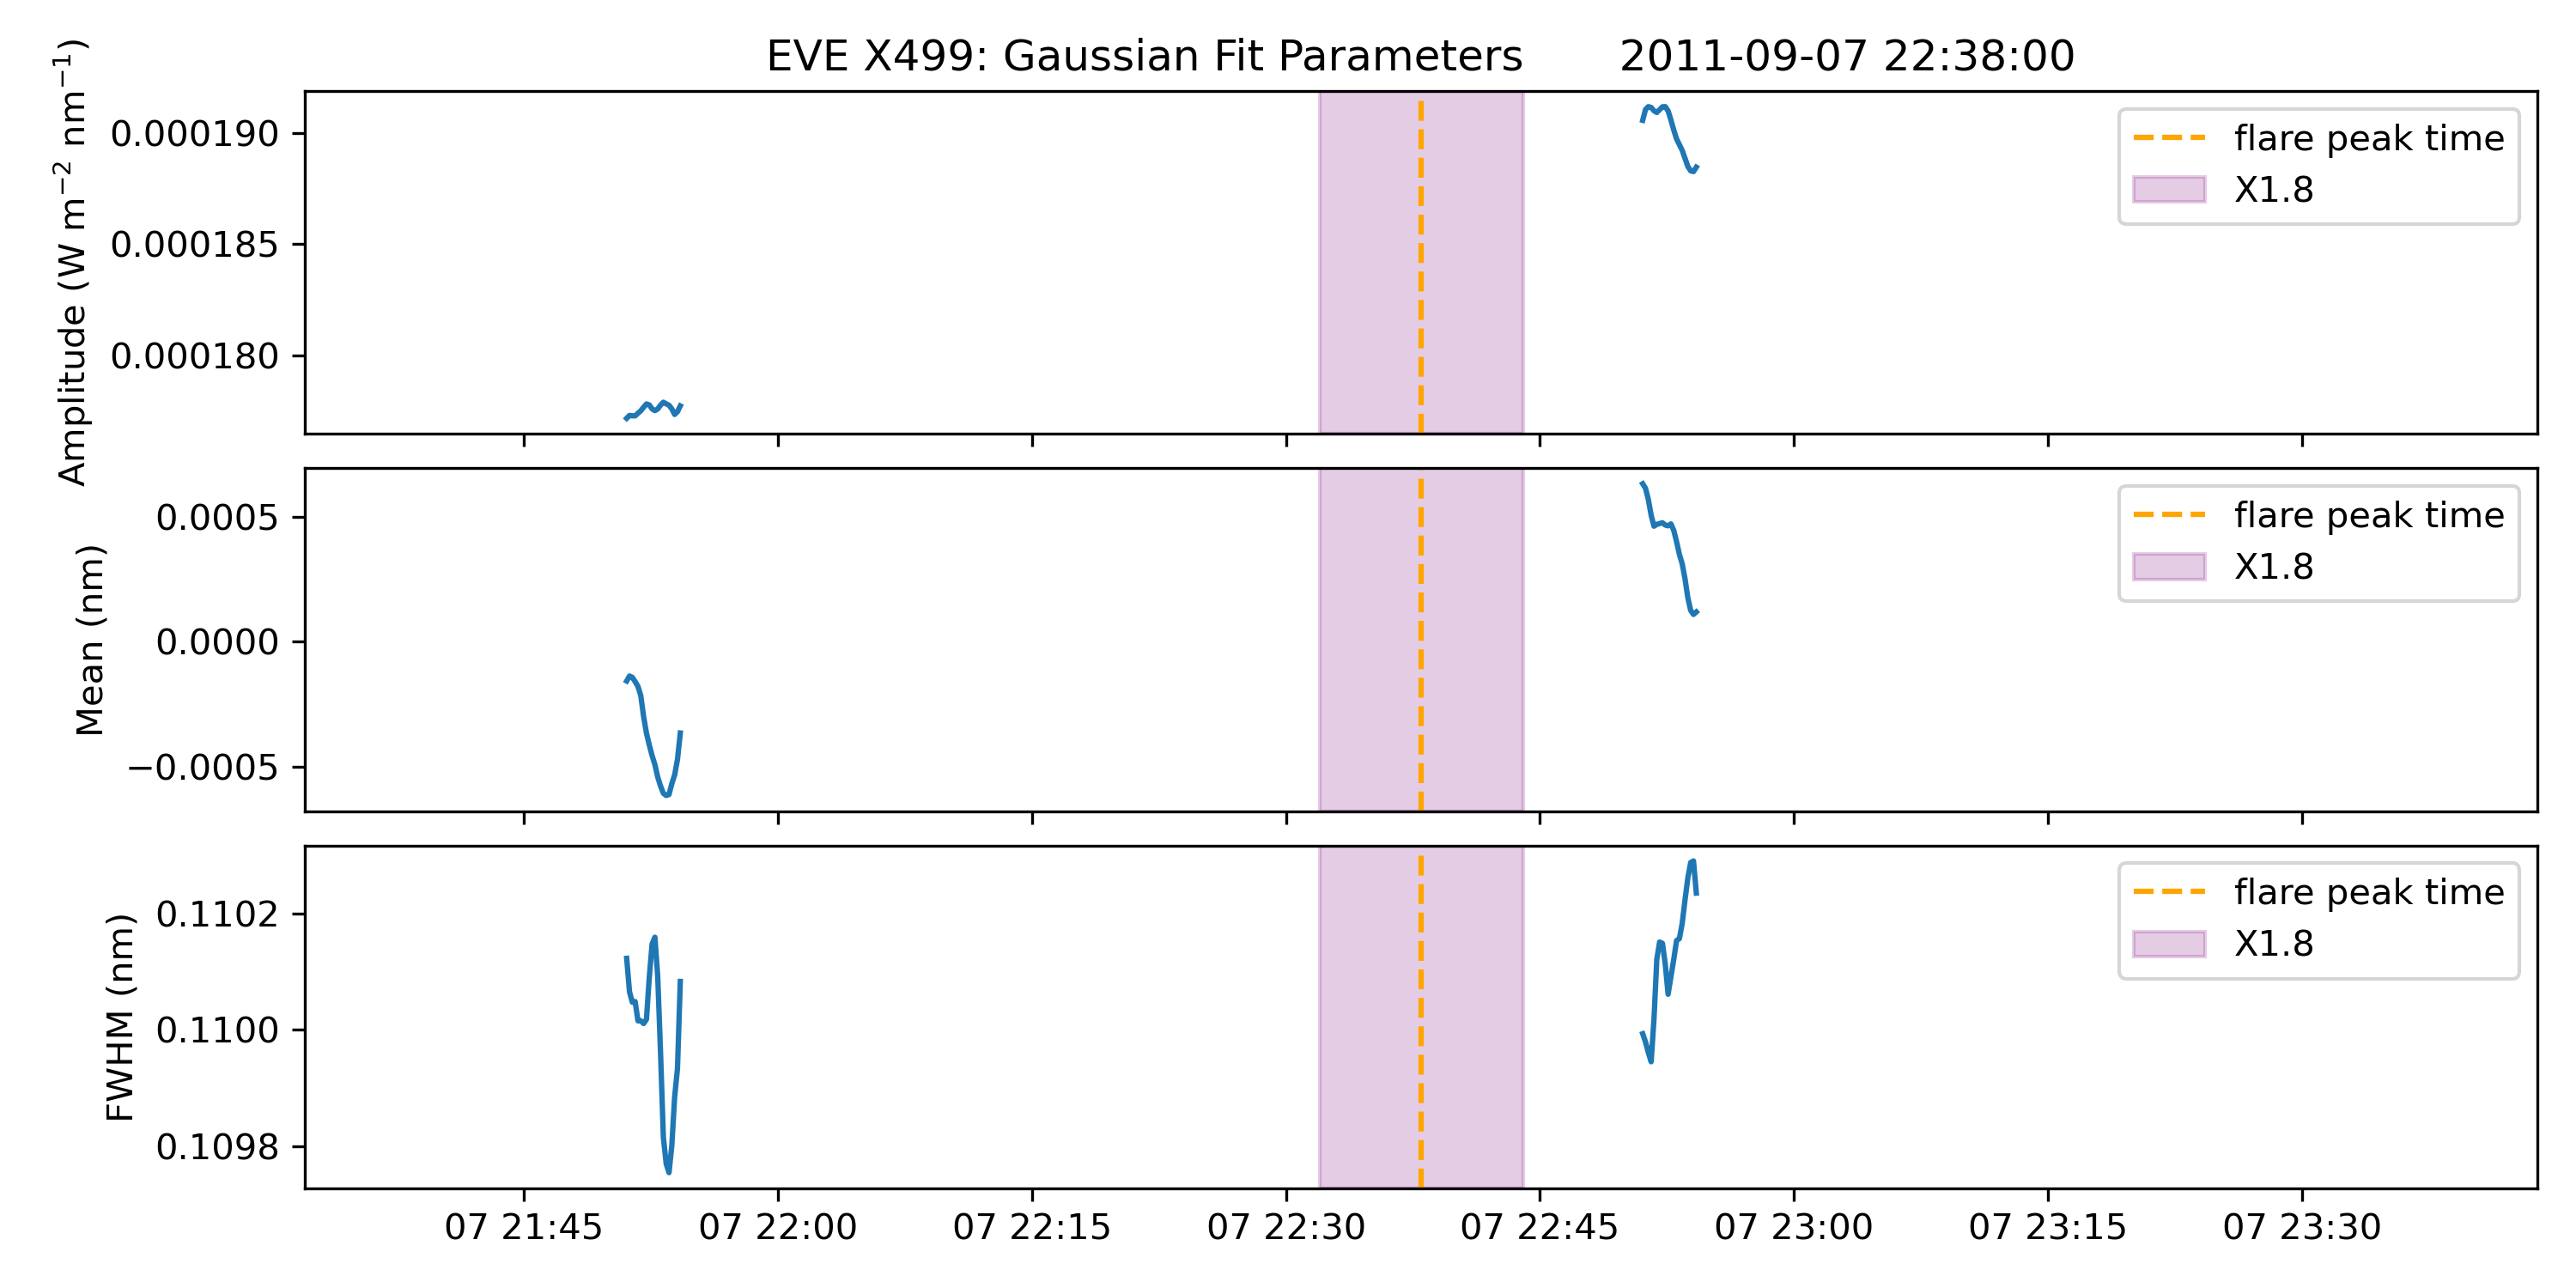 EVE X499: Gaussian Fit Parameters 2011-09-07 22:38:00
Amplitude (W m⁻² nm⁻¹)
0.000190
0.000185
0.000180
flare peak time
X1.8
Mean (nm)
0.0005
0.0000
−0.0005
flare peak time
X1.8
FWHM (nm)
0.1102
0.1100
0.1098
flare peak time
X1.8
07 21:45 07 22:00 07 22:15 07 22:30 07 22:45 07 23:00 07 23:15 07 23:30